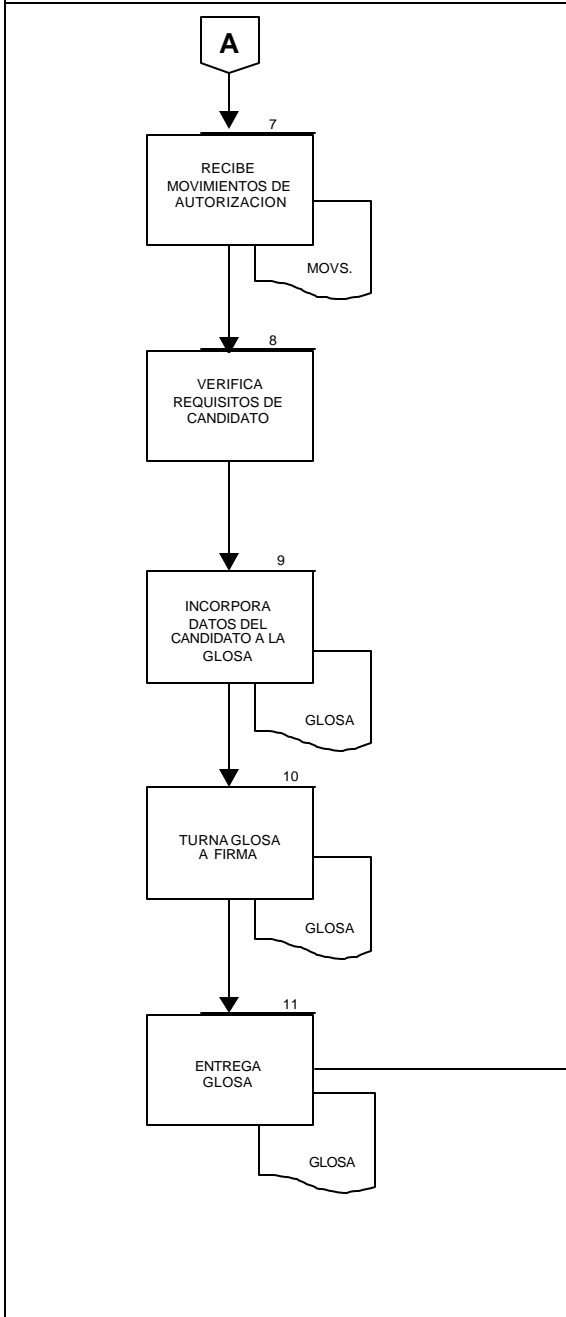 A
7
RECIBE
MOVIMIENTOS DE
AUTORIZACION
MOVS.
8
VERIFICA
REQUISITOS DE
CANDIDATO
9
INCORPORA
DATOS DEL
CANDIDATO A LA
GLOSA
GLOSA
10
TURNA GLOSA
A FIRMA
GLOSA
11
ENTREGA
GLOSA
GLOSA